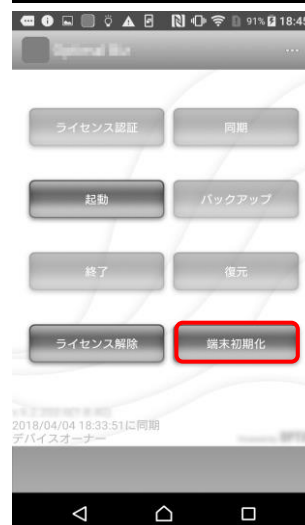 91% 18:45
ライセンス認証 同期
起動 バックアップ
終了 復元
ライセンス解除 端末初期化
2018/04/04 18:33:51に同期
デバイスオーナー